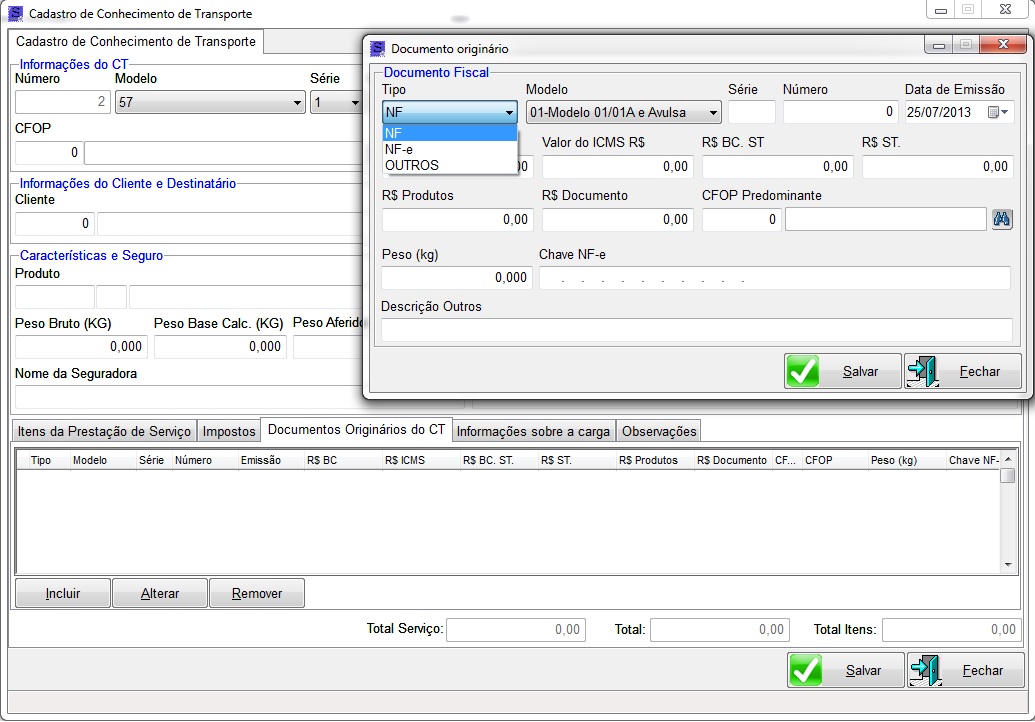 Cadastro de Conhecimento de Transporte
Cadastro de Conhecimento de Transporte
Informações do CT
Número Modelo Série
2 57 1
CFOP
0
Informações do Cliente e Destinatário
Cliente
0
Características e Seguro
Produto
Peso Bruto (KG) Peso Base Calc. (KG) Peso Aferido
0,000 0,000
Nome da Seguradora
Documento originário
Documento Fiscal
Tipo Modelo Série Número Data de Emissão
NF 01-Modelo 01/01A e Avulsa 0 25/07/2013
NF
NF-e
OUTROS
Valor do ICMS R$ R$ BC. ST R$ ST.
00 0,00 0,00 0,00
R$ Produtos R$ Documento CFOP Predominante
0,00 0,00 0
Peso (kg) Chave NF-e
0,000 . . . . . . . . . .
Descrição Outros
Salvar Fechar
Itens da Prestação de Serviço Impostos Documentos Originários do CT Informações sobre a carga Observações
Tipo Modelo Série Número Emissão R$ BC R$ ICMS R$ BC. ST. R$ ST. R$ Produtos R$ Documento CF... CFOP Peso (kg) Chave NF-
Incluir Alterar Remover
Total Serviço: 0,00 Total: 0,00 Total Itens: 0,00
Salvar Fechar